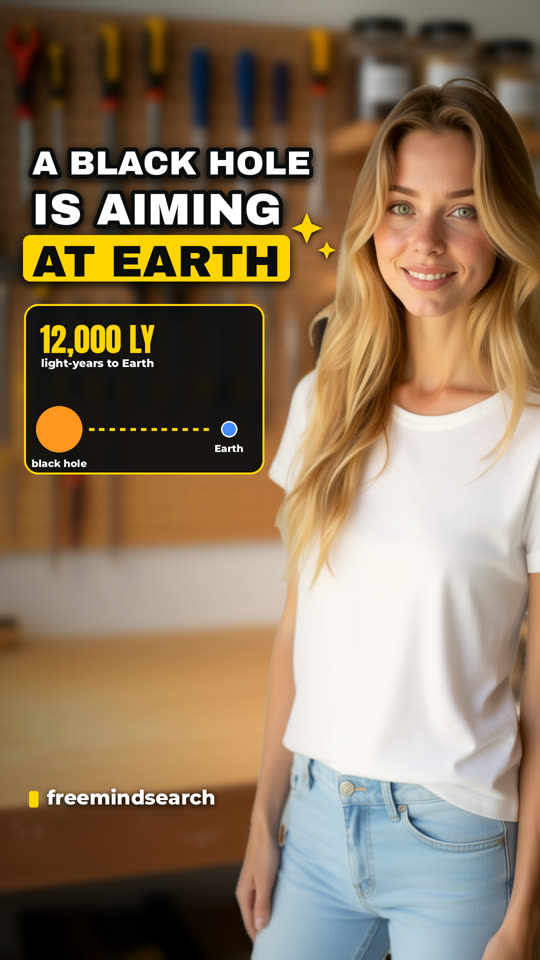 A BLACK HOLE
IS AIMING
AT EARTH
12,000 LY
light-years to Earth
Earth
black hole
freemindsearch